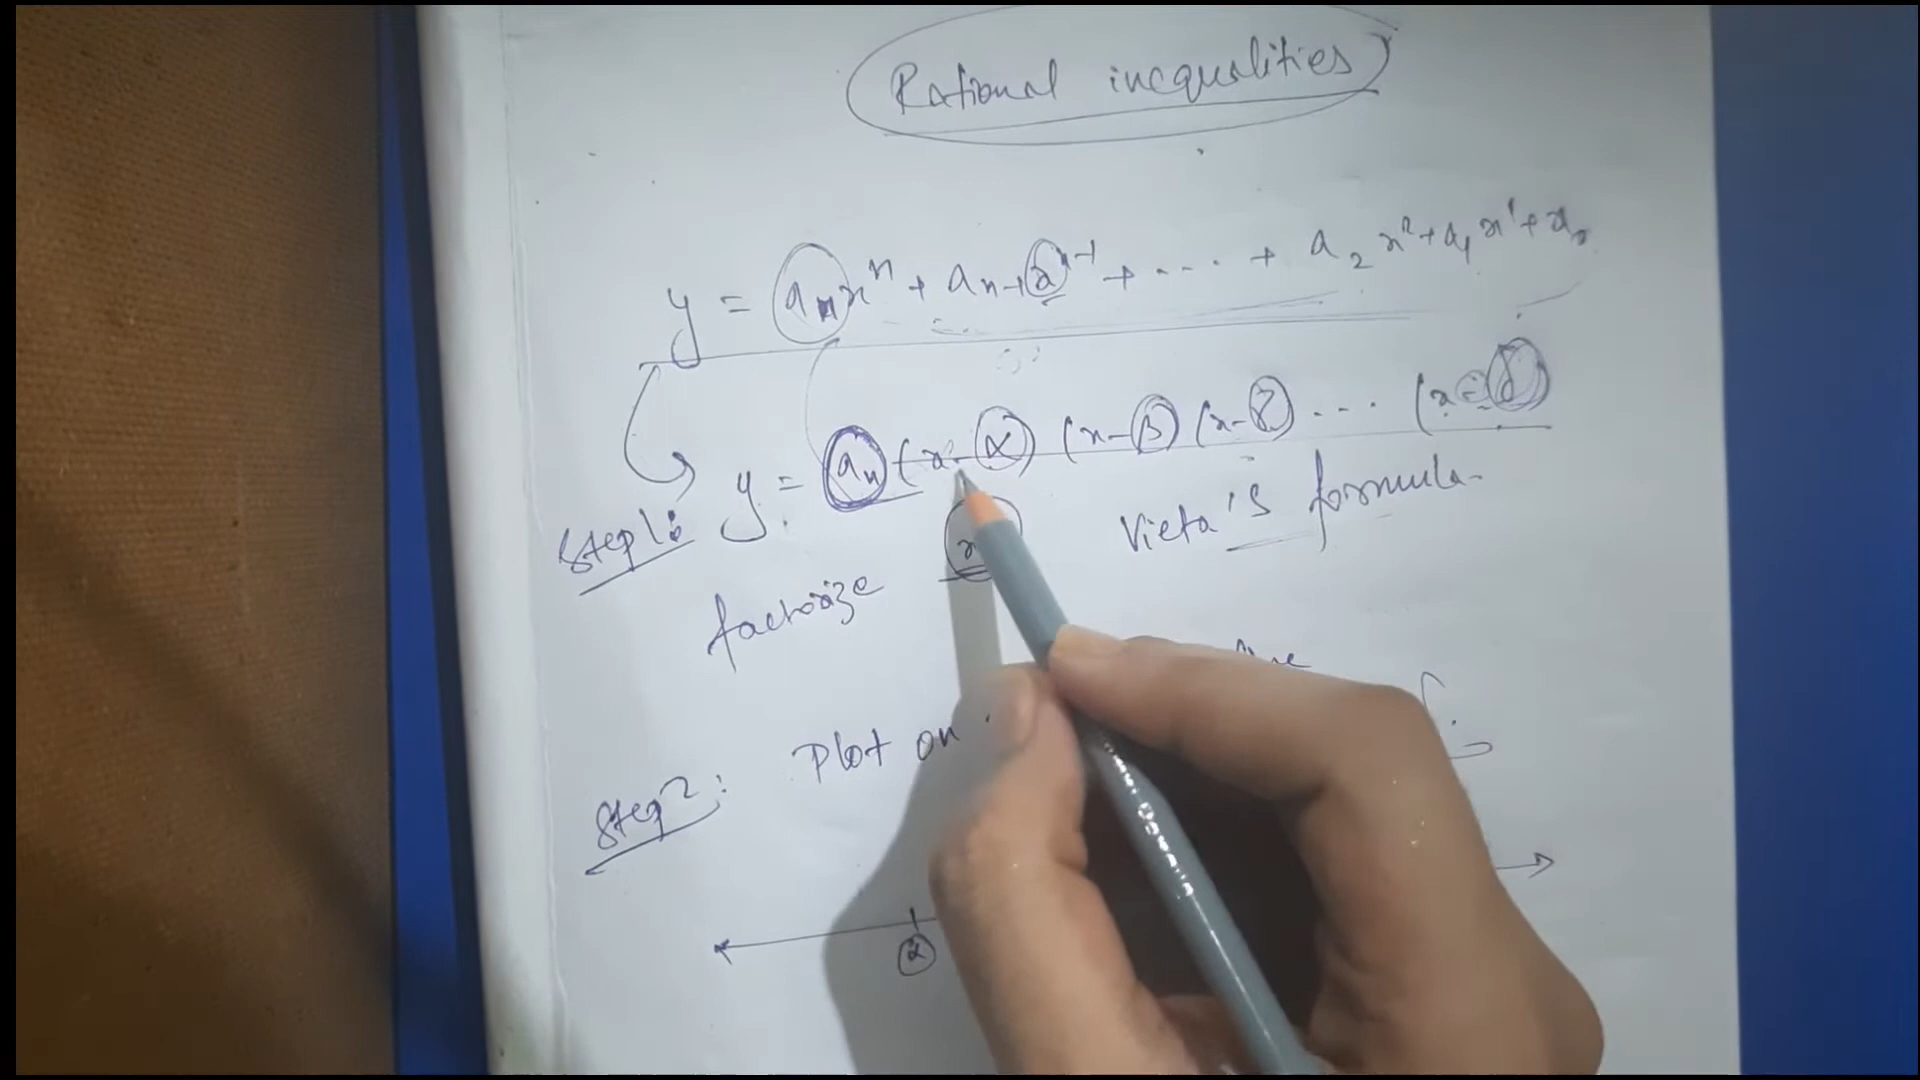 Rational inequalities
y = aₙxⁿ + aₙ₋₁xⁿ⁻¹ + .... + a₂x² + a₁x¹ + a₀
y = aₙ (x-α) (x-β) (x-γ) .... (x-δ)
Step 1: factorize
Vieta's formula.
Step 2: Plot on
line
α